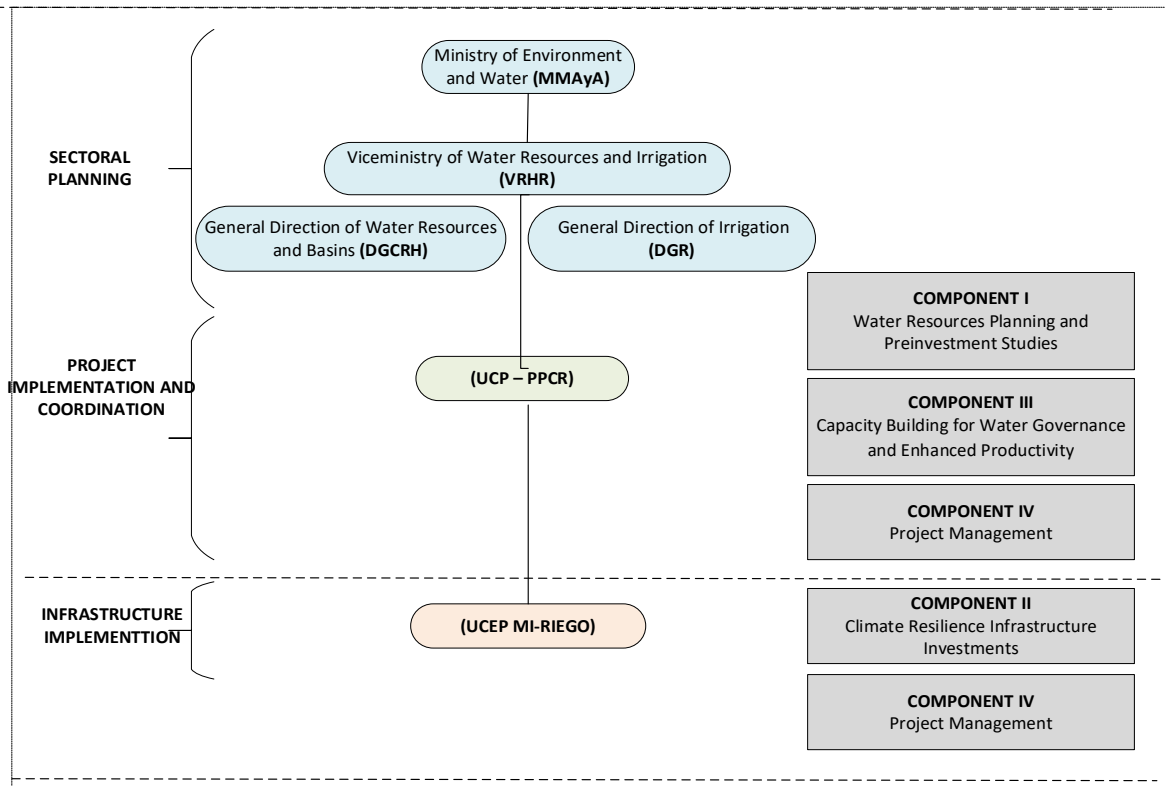 Ministry of Environment
and Water (MMAyA)
SECTORAL
PLANNING
Viceministry of Water Resources and Irrigation
(VRHR)
General Direction of Water Resources
and Basins (DGCRH)
General Direction of Irrigation
(DGR)
PROJECT
IMPLEMENTATION AND
COORDINATION
(UCP – PPCR)
COMPONENT I
Water Resources Planning and
Preinvestment Studies
COMPONENT III
Capacity Building for Water Governance
and Enhanced Productivity
COMPONENT IV
Project Management
INFRASTRUCTURE
IMPLEMENTTION
(UCEP MI-RIEGO)
COMPONENT II
Climate Resilience Infrastructure
Investments
COMPONENT IV
Project Management